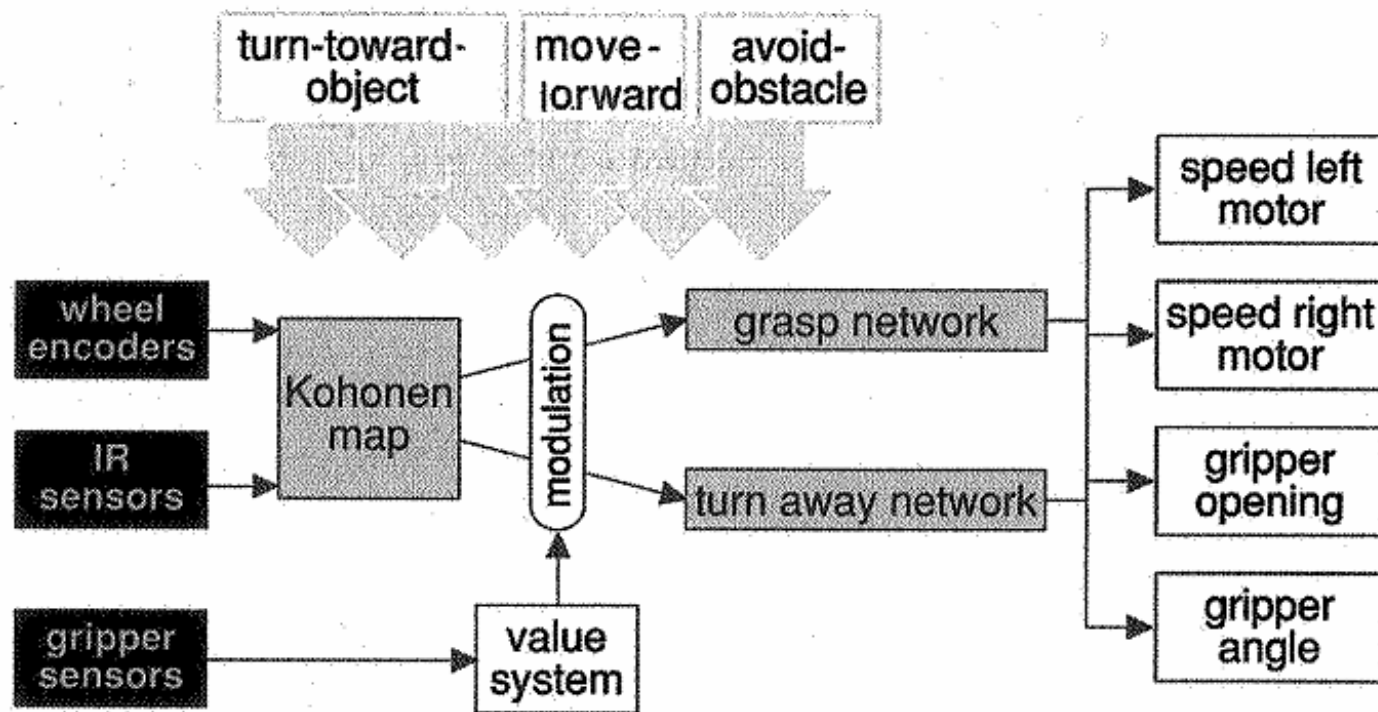 turn-toward-
object
move-
forward
avoid-
obstacle
wheel
encoders
IR
sensors
gripper
sensors
Kohonen
map
modulation
value
system
grasp network
turn away network
speed left
motor
speed right
motor
gripper
opening
gripper
angle